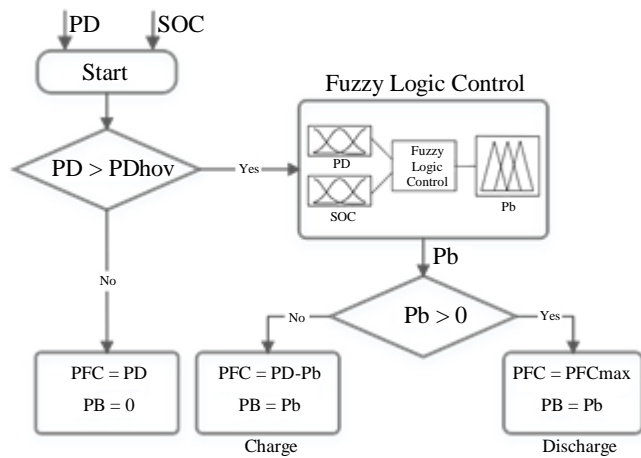 PD
SOC
Start
Fuzzy Logic Control
PD > PDhov
Yes
PD
SOC
Fuzzy
Logic
Control
Pb
Pb
No
No
Pb > 0
Yes
PFC = PD
PB = 0
PFC = PD-Pb
PB = Pb
PFC = PFCmax
PB = Pb
Charge
Discharge